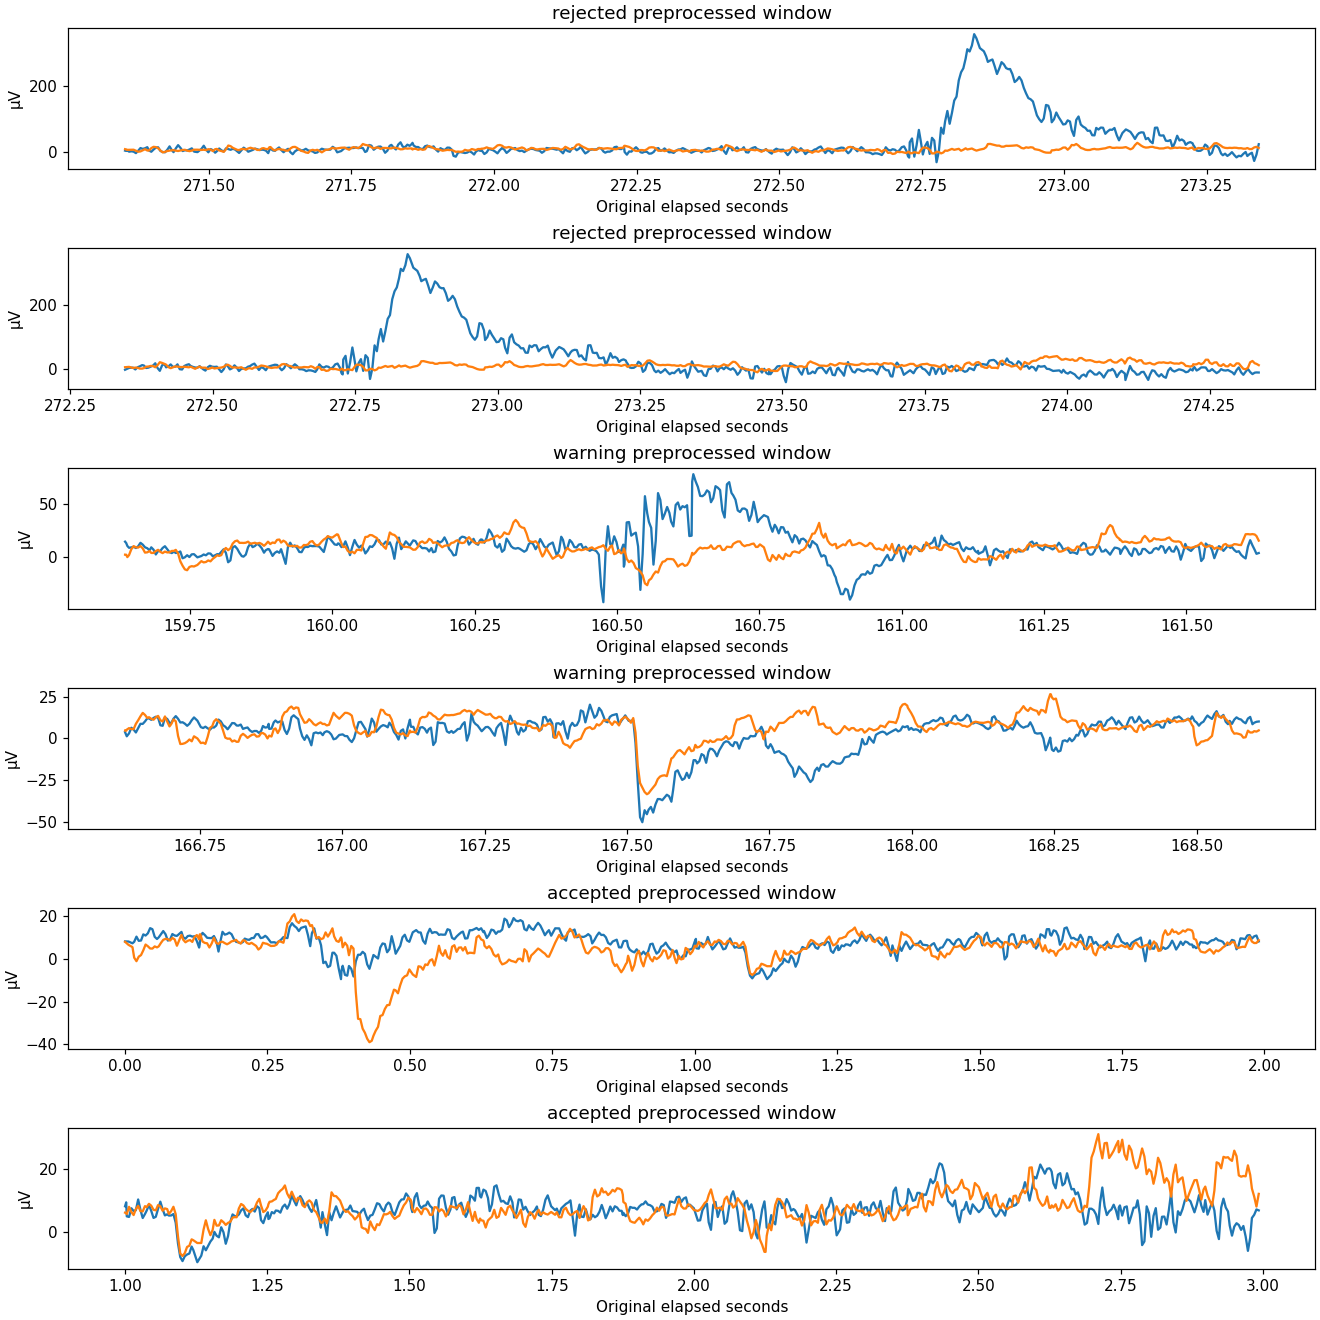 rejected preprocessed window
µV
200
0
271.50 271.75 272.00 272.25 272.50 272.75 273.00 273.25
Original elapsed seconds
rejected preprocessed window
µV
200
0
272.25 272.50 272.75 273.00 273.25 273.50 273.75 274.00 274.25
Original elapsed seconds
warning preprocessed window
µV
50
0
159.75 160.00 160.25 160.50 160.75 161.00 161.25 161.50
Original elapsed seconds
warning preprocessed window
µV
25
0
−25
−50
166.75 167.00 167.25 167.50 167.75 168.00 168.25 168.50
Original elapsed seconds
accepted preprocessed window
µV
20
0
−20
−40
0.00 0.25 0.50 0.75 1.00 1.25 1.50 1.75 2.00
Original elapsed seconds
accepted preprocessed window
µV
20
0
1.00 1.25 1.50 1.75 2.00 2.25 2.50 2.75 3.00
Original elapsed seconds